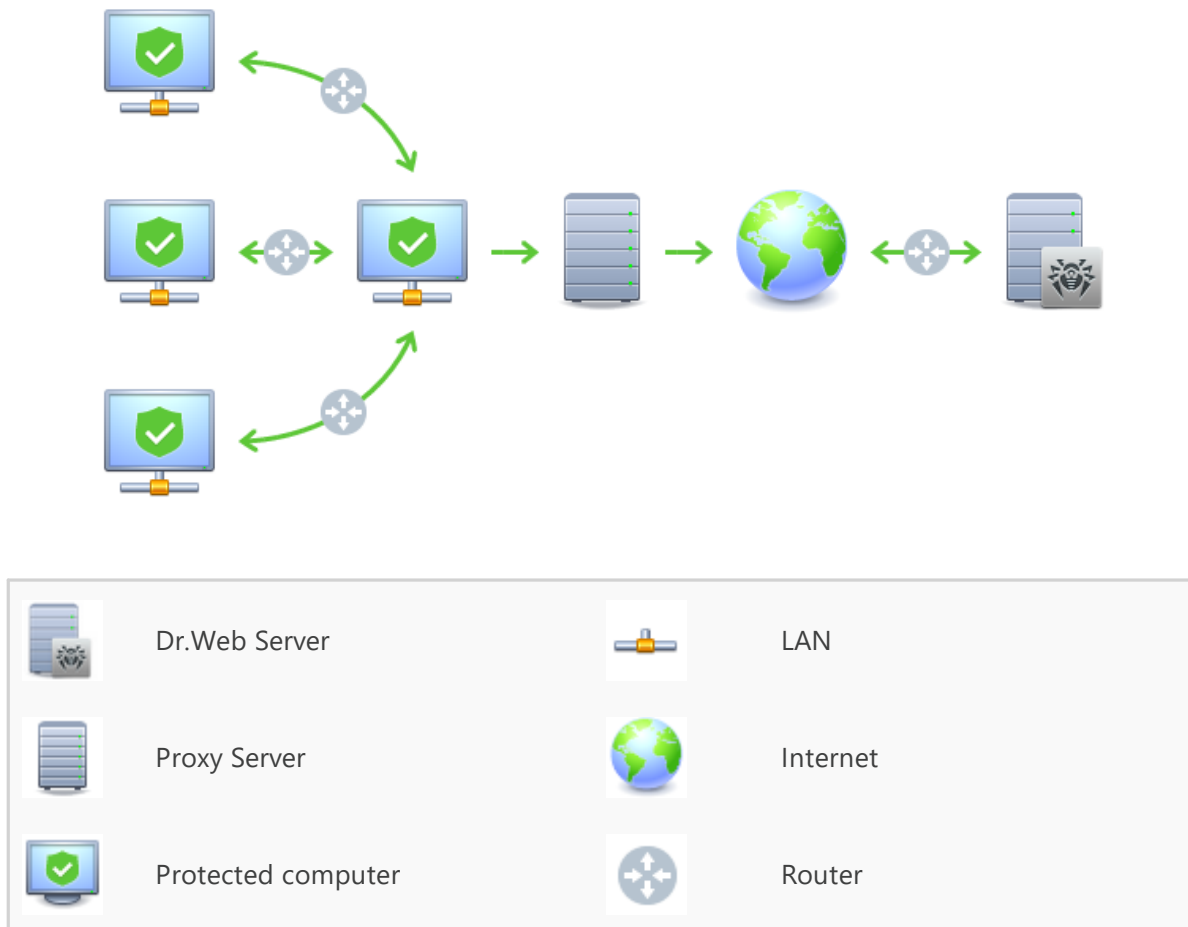 Dr.Web Server
LAN
Proxy Server
Internet
Protected computer
Router